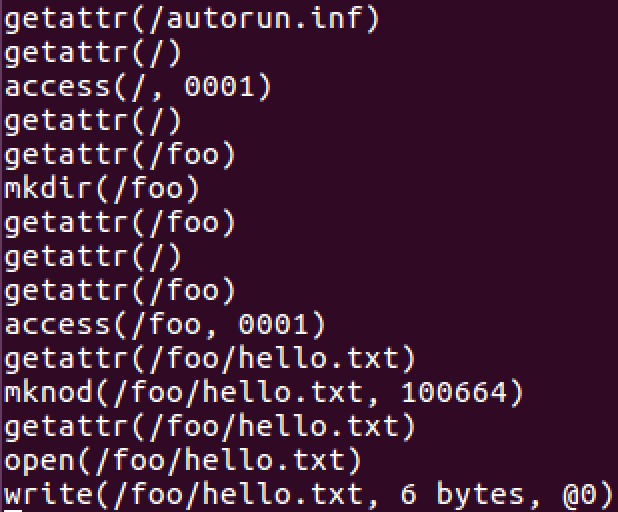 getattr(/autorun.inf)
getattr(/)
access(/, 0001)
getattr(/)
getattr(/foo)
mkdir(/foo)
getattr(/foo)
getattr(/)
getattr(/foo)
access(/foo, 0001)
getattr(/foo/hello.txt)
mknod(/foo/hello.txt, 100664)
getattr(/foo/hello.txt)
open(/foo/hello.txt)
write(/foo/hello.txt, 6 bytes, @0)